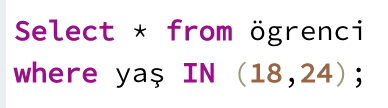 Select * from ögrenci
where yaş IN (18,24);